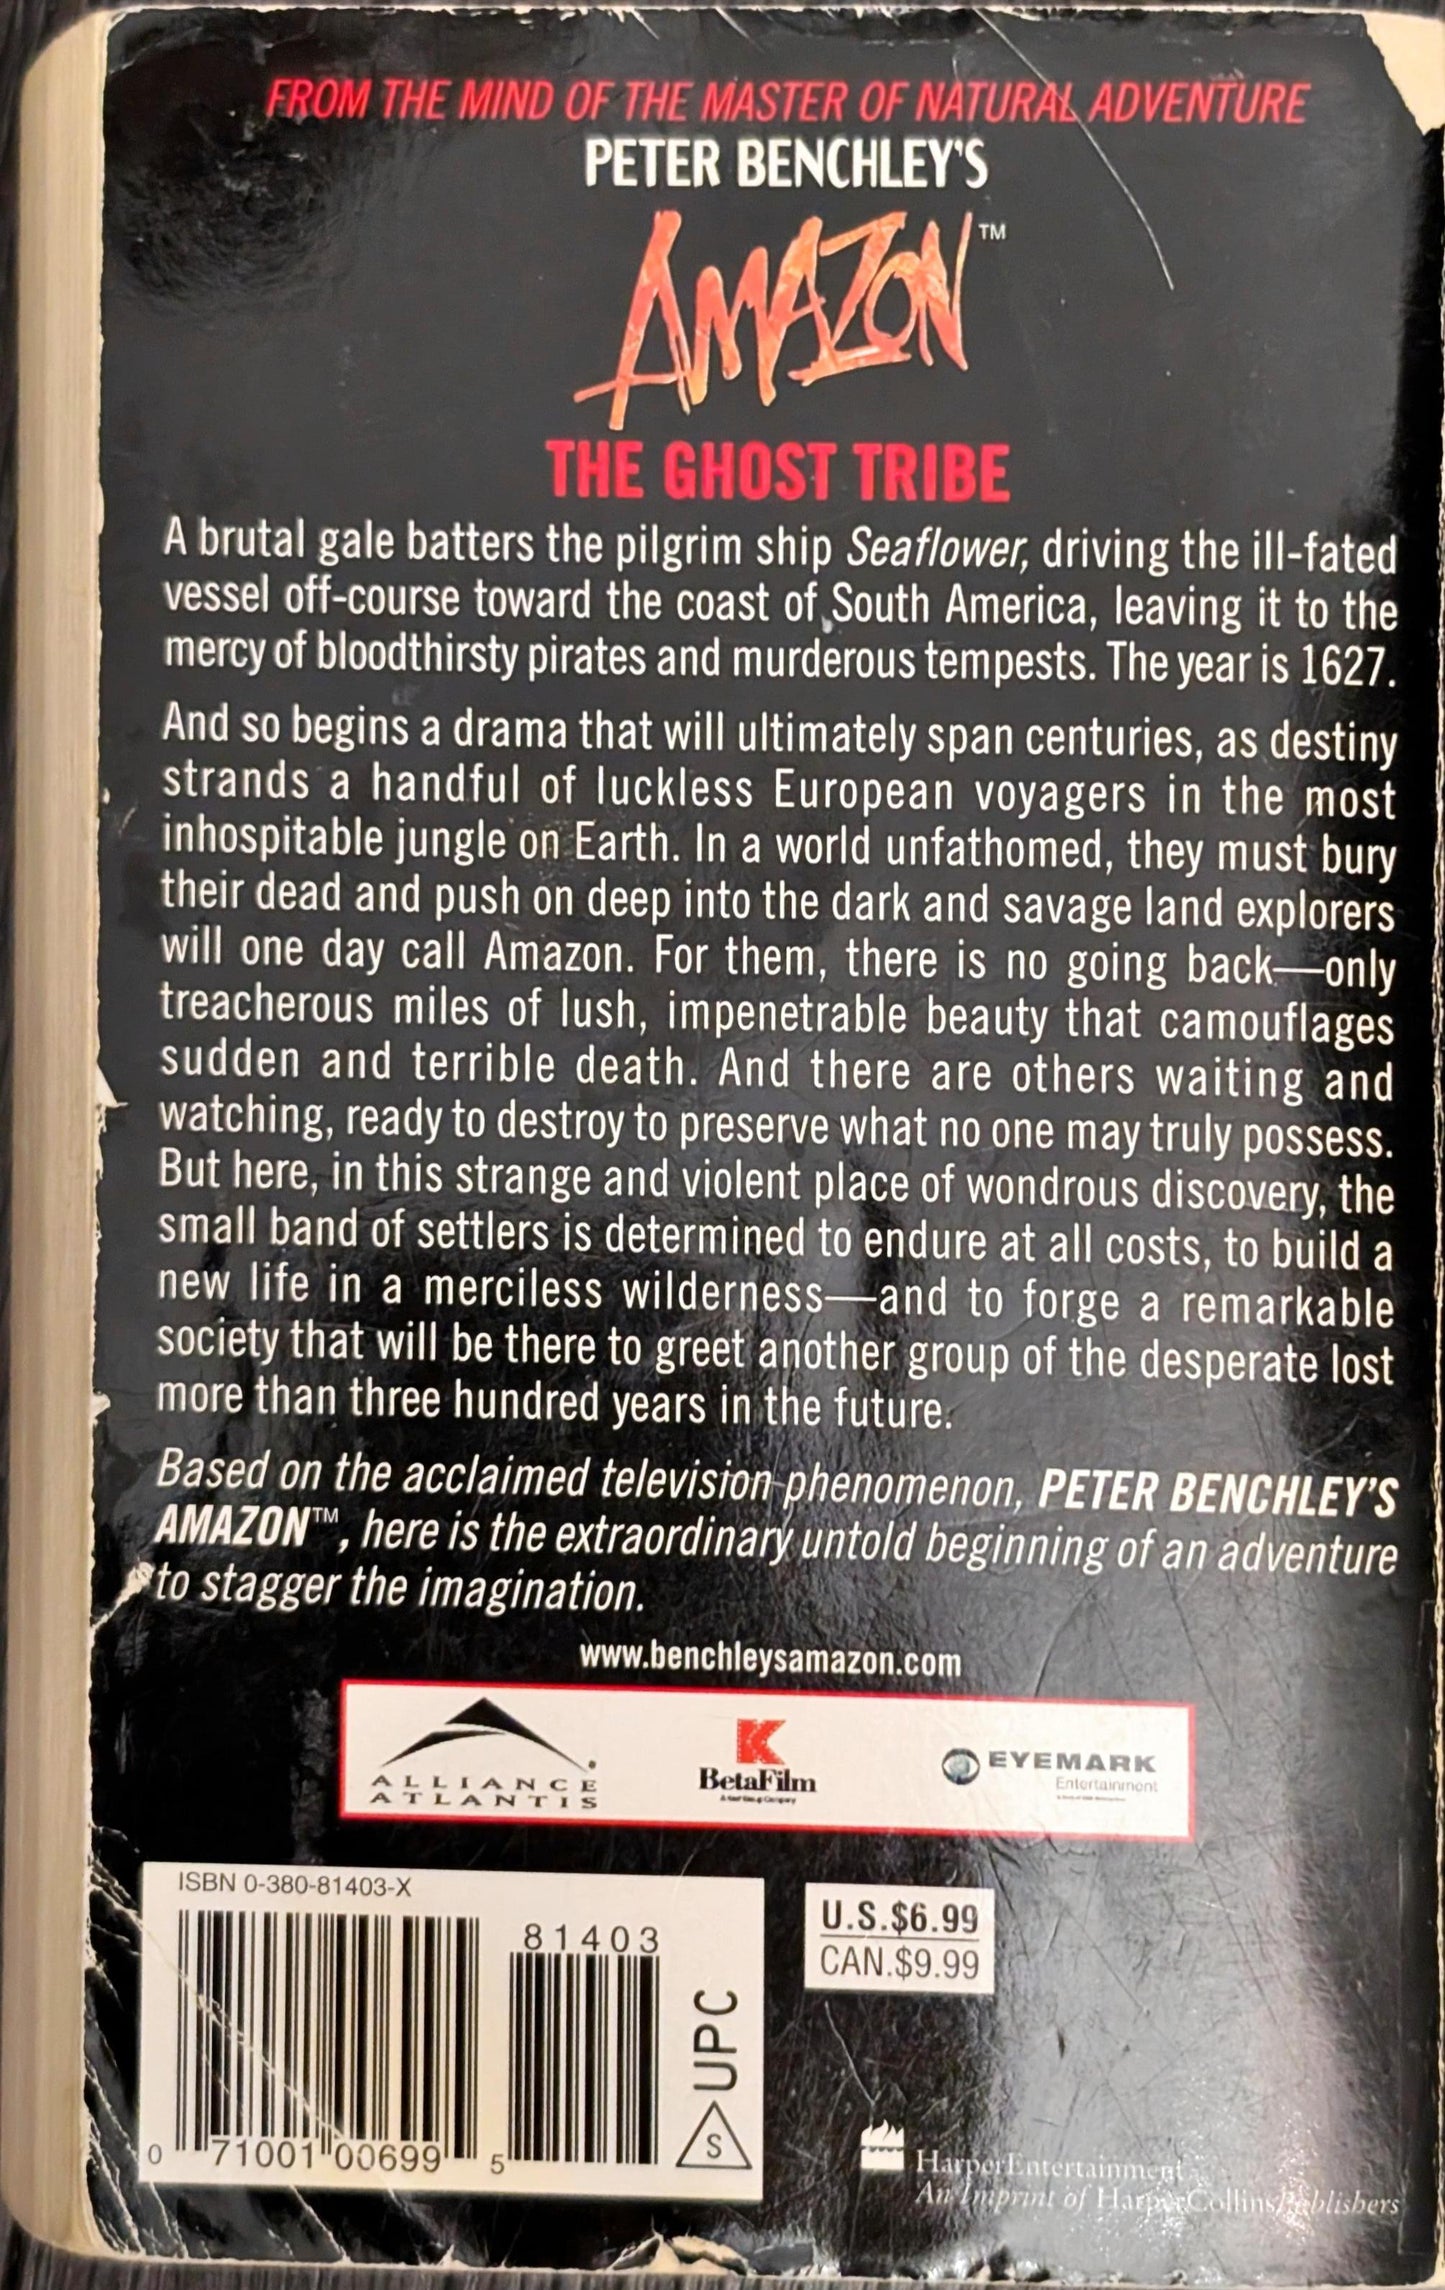 FROM THE MIND OF THE MASTER OF NATURAL ADVENTURE
PETER BENCHLEY'S
AMAZON™
THE GHOST TRIBE
A brutal gale batters the pilgrim ship Seaflower, driving the ill-fated
vessel off-course toward the coast of South America, leaving it to the
mercy of bloodthirsty pirates and murderous tempests. The year is 1627.
And so begins a drama that will ultimately span centuries, as destiny
strands a handful of luckless European voyagers in the most
inhospitable jungle on Earth. In a world unfathomed, they must bury
their dead and push on deep into the dark and savage land explorers
will one day call Amazon. For them, there is no going back—only
treacherous miles of lush, impenetrable beauty that camouflages
sudden and terrible death. And there are others waiting and
watching, ready to destroy to preserve what no one may truly possess.
But here, in this strange and violent place of wondrous discovery, the
small band of settlers is determined to endure at all costs, to build a
new life in a merciless wilderness—and to forge a remarkable
society that will be there to greet another group of the desperate lost
more than three hundred years in the future.
Based on the acclaimed television phenomenon, PETER BENCHLEY'S
AMAZON™, here is the extraordinary untold beginning of an adventure
to stagger the imagination.
www.benchleysamazon.com
ALLIANCE
ATLANTIS
K
BetaFilm
EYEMARK
Entertainment
ISBN 0-380-81403-X
81403
0 71001 00699 5
UPC
S
U.S.$6.99
CAN.$9.99
HarperEntertainment
An Imprint of HarperCollinsPublishers